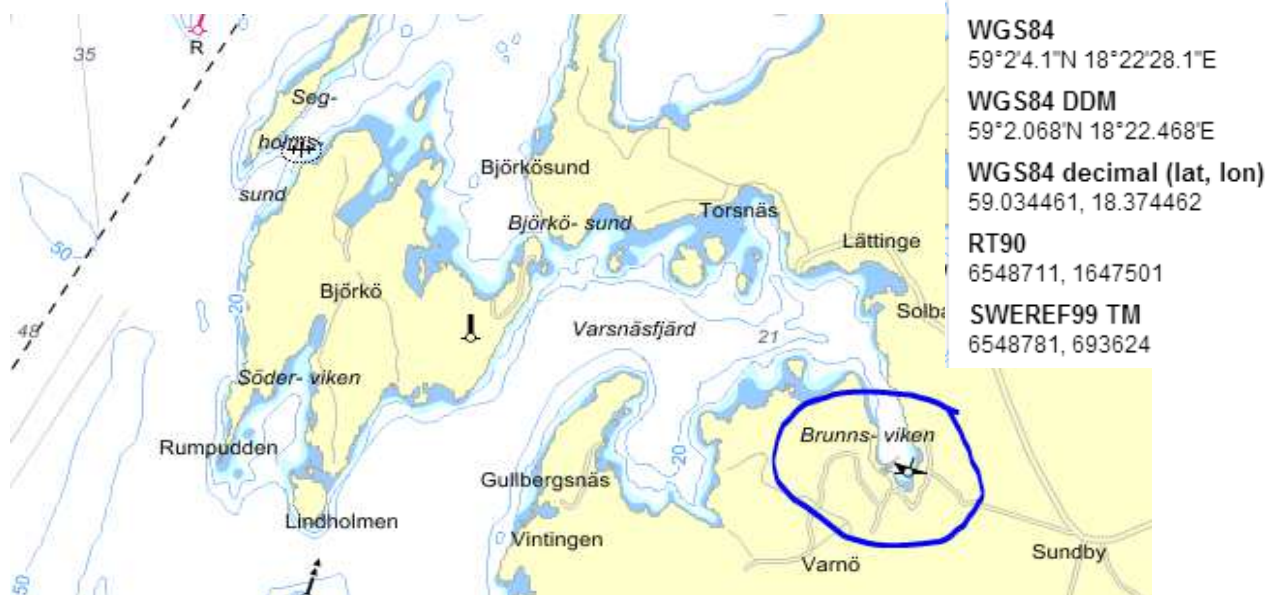 R
35
Seg-
holms-
sund
Björkösund
Björkö- sund
Torsnäs
Lättinge
50
20
Björkö
48
Varsnäsfjärd
21
Solba
Söder- viken
Rumpudden
20
Brunns- viken
Gullbergsnäs
Lindholmen
Vintingen
Varnö
Sundby
50
WGS84
59°2'4.1"N 18°22'28.1"E
WGS84 DDM
59°2.068'N 18°22.468'E
WGS84 decimal (lat, lon)
59.034461, 18.374462
RT90
6548711, 1647501
SWEREF99 TM
6548781, 693624